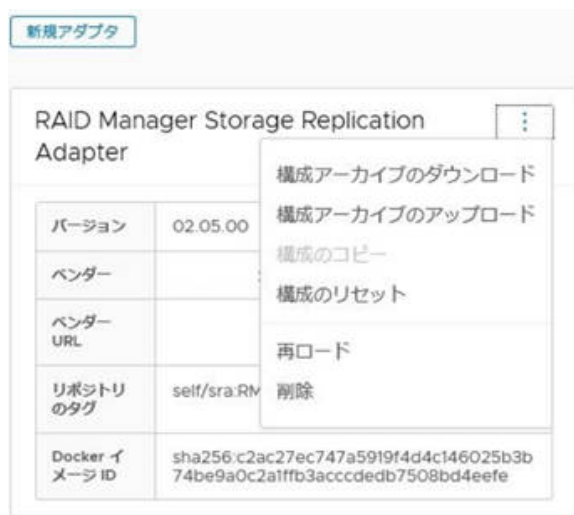 新規アダプタ
RAID Manager Storage Replication
Adapter
構成アーカイブのダウンロード
構成アーカイブのアップロード
構成のコピー
構成のリセット
再ロード
削除
バージョン 02.05.00
ベンダー
ベンダー
URL
リポジトリ
のタグ
self/sra:RM
Docker イ
メージ ID
sha256:c2ac27ec747a5919f4d4c146025b3b
74be9a0c2a1ffb3acccdedb7508bd4eefe